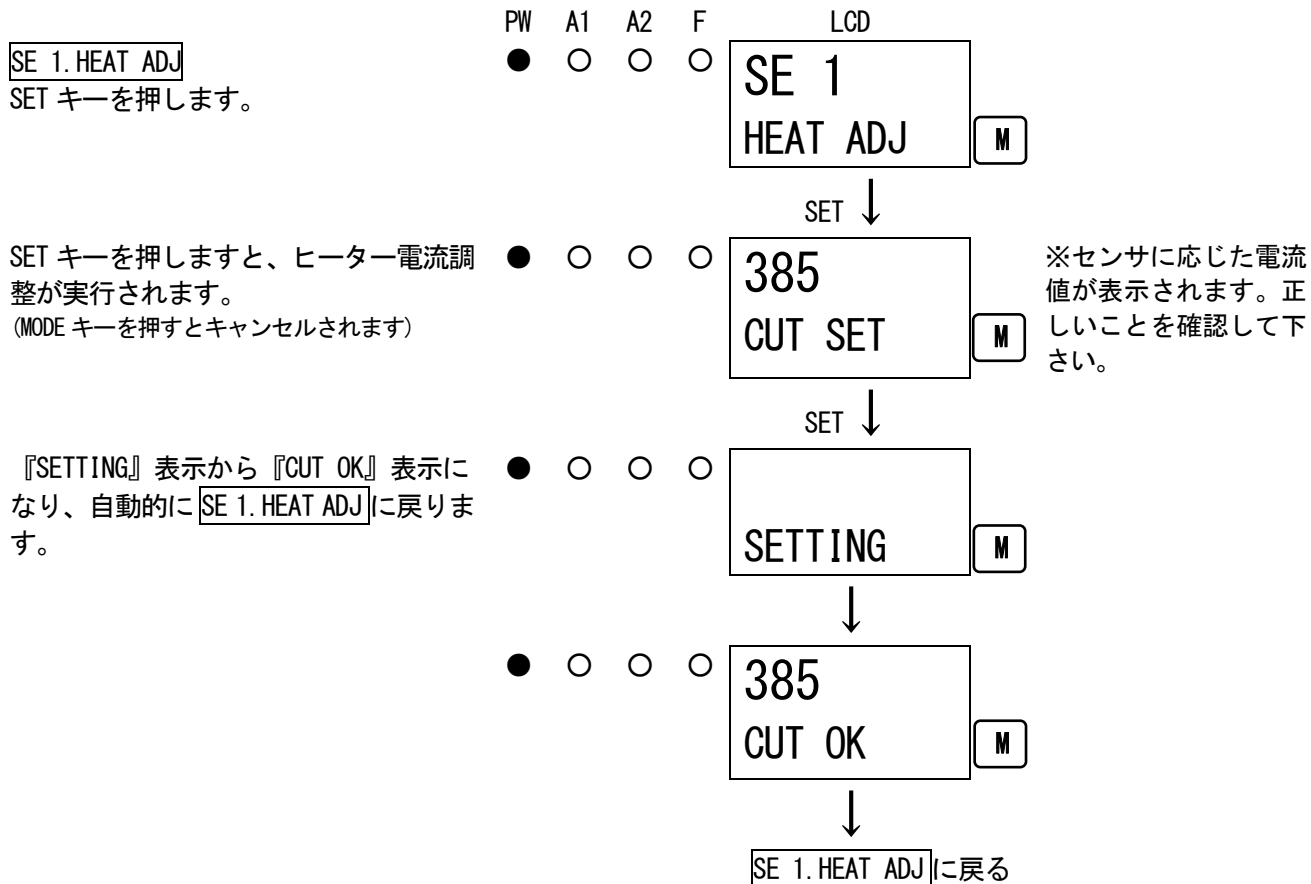 PW A1 A2 F LCD
SE 1.HEAT ADJ
SET キーを押します。
● ○ ○ ○
SE 1
HEAT ADJ
M
SET ↓
SET キーを押しますと、ヒーター電流調
整が実行されます。
(MODE キーを押すとキャンセルされます)
● ○ ○ ○
385
CUT SET
M
※センサに応じた電流
値が表示されます。正
しいことを確認して下
さい。
SET ↓
『SETTING』表示から『CUT OK』表示に
なり、自動的に SE 1.HEAT ADJ に戻りま
す。
● ○ ○ ○
SETTING
M
↓
● ○ ○ ○
385
CUT OK
M
↓
SE 1.HEAT ADJ に戻る